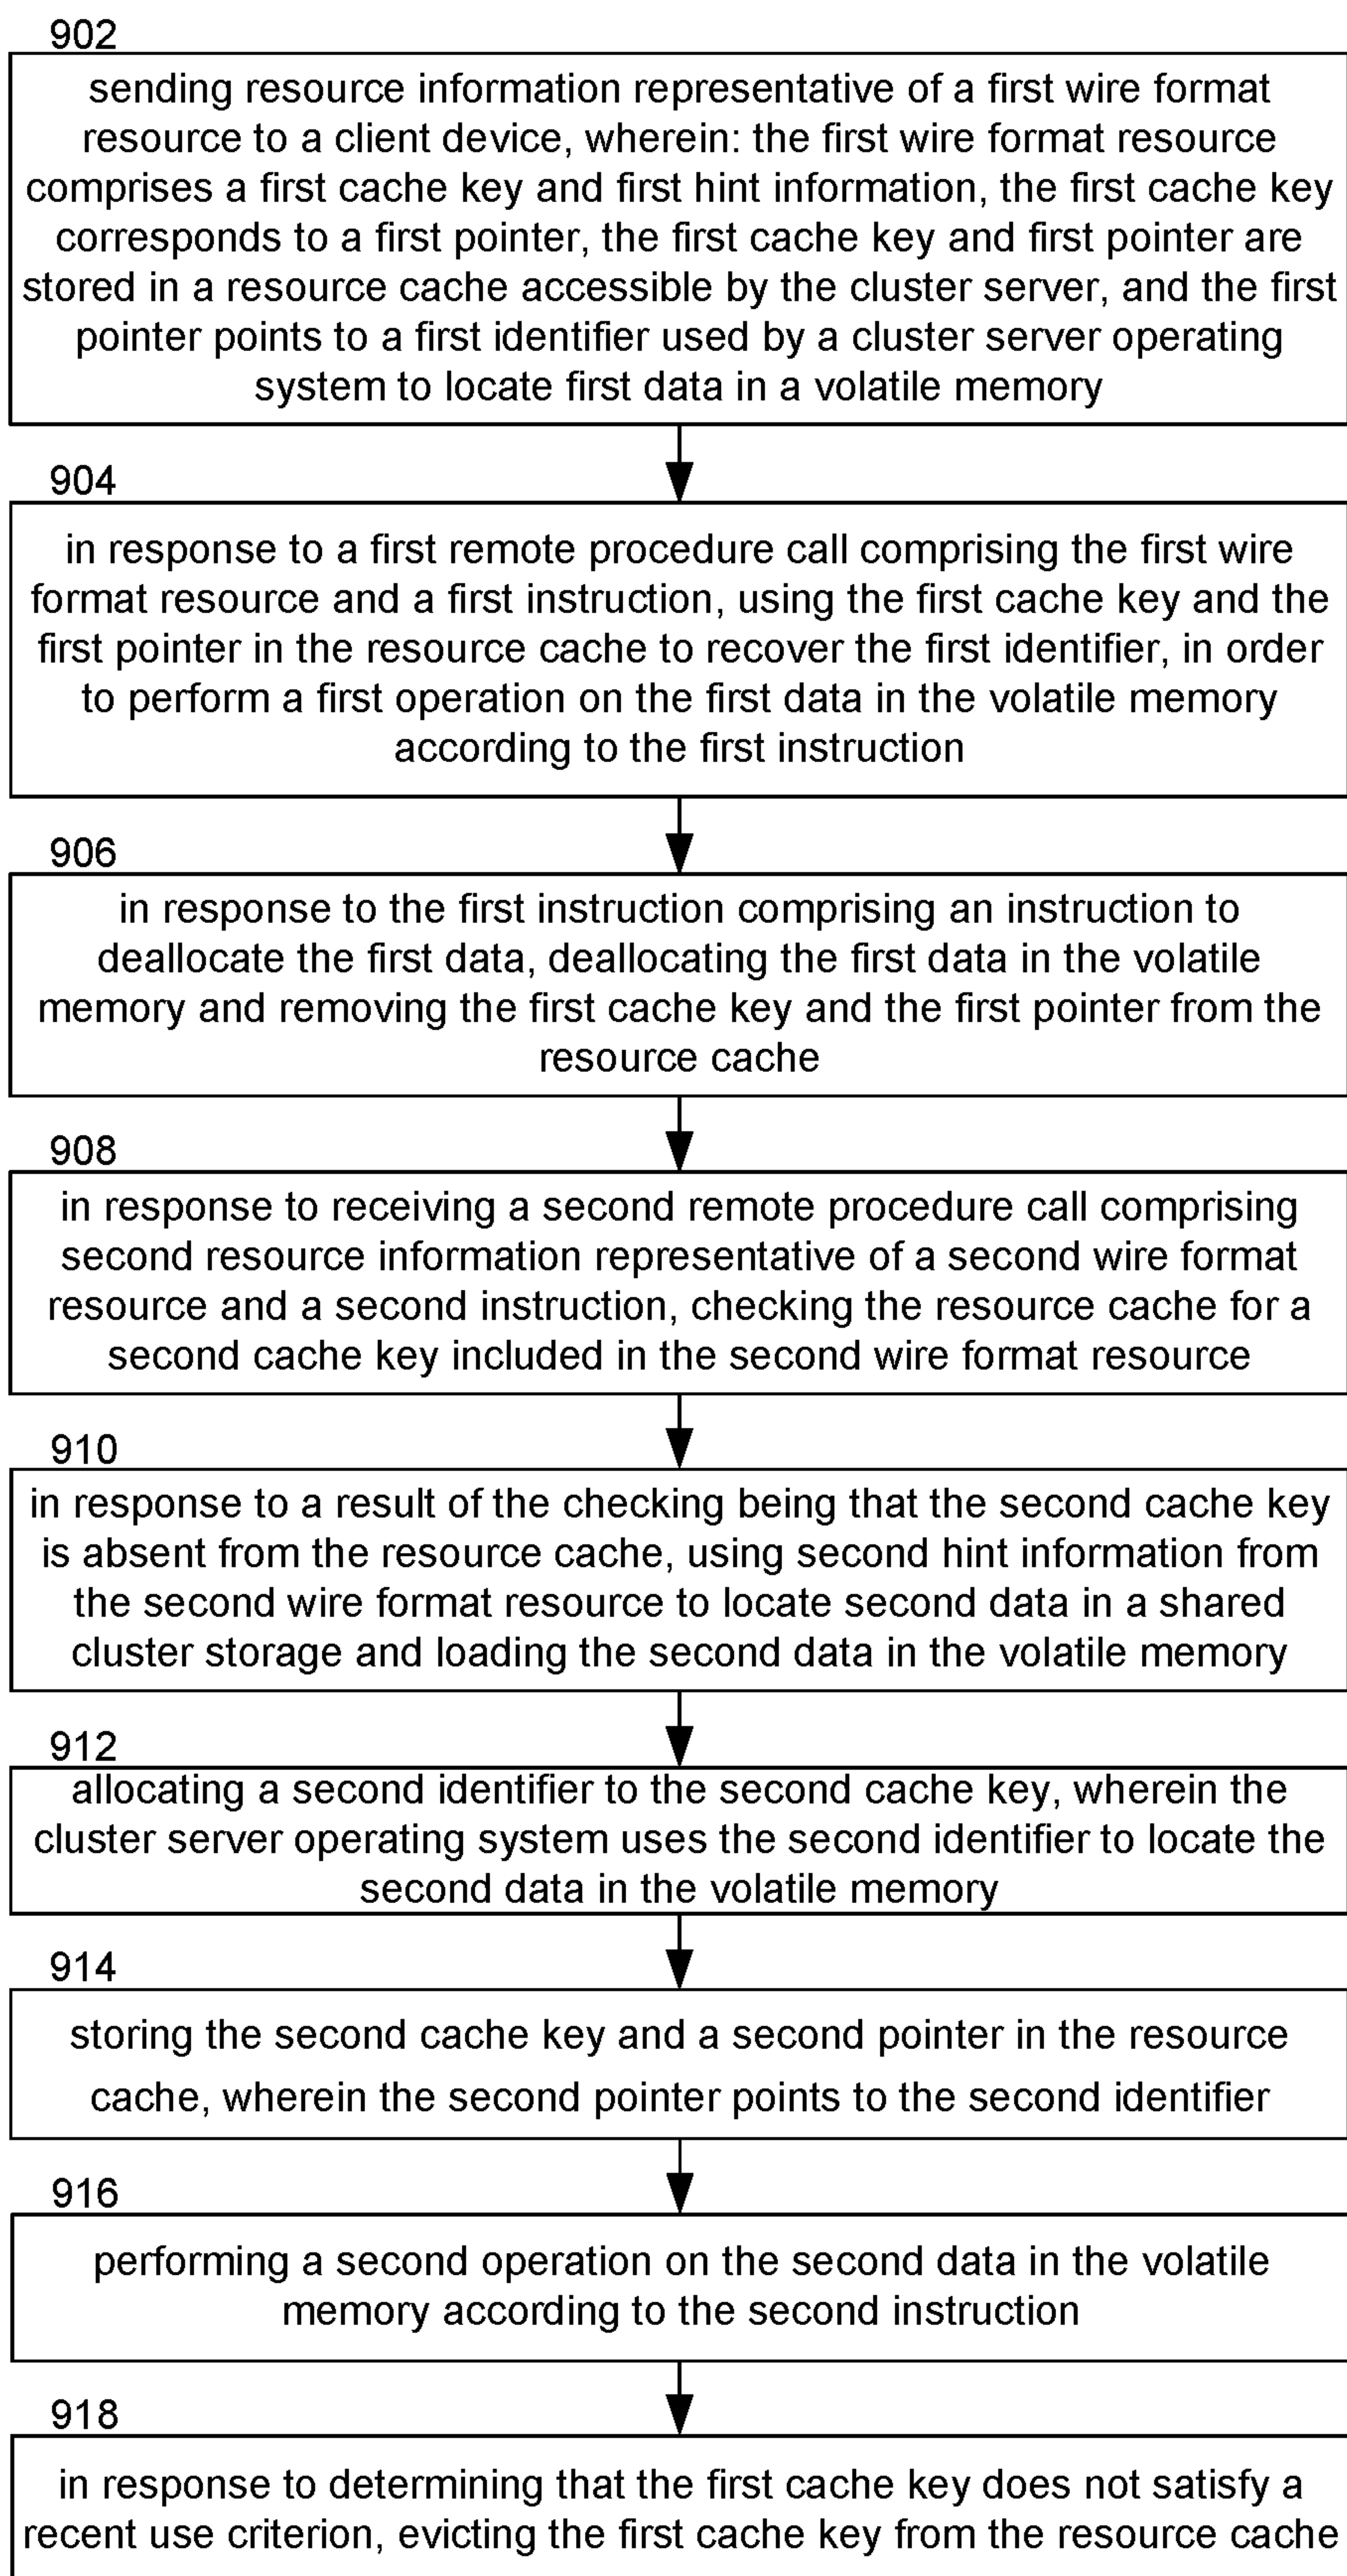 902
sending resource information representative of a first wire format
resource to a client device, wherein: the first wire format resource
comprises a first cache key and first hint information, the first cache key
corresponds to a first pointer, the first cache key and first pointer are
stored in a resource cache accessible by the cluster server, and the first
pointer points to a first identifier used by a cluster server operating
system to locate first data in a volatile memory
904
in response to a first remote procedure call comprising the first wire
format resource and a first instruction, using the first cache key and the
first pointer in the resource cache to recover the first identifier, in order
to perform a first operation on the first data in the volatile memory
according to the first instruction
906
in response to the first instruction comprising an instruction to
deallocate the first data, deallocating the first data in the volatile
memory and removing the first cache key and the first pointer from the
resource cache
908
in response to receiving a second remote procedure call comprising
second resource information representative of a second wire format
resource and a second instruction, checking the resource cache for a
second cache key included in the second wire format resource
910
in response to a result of the checking being that the second cache key
is absent from the resource cache, using second hint information from
the second wire format resource to locate second data in a shared
cluster storage and loading the second data in the volatile memory
912
allocating a second identifier to the second cache key, wherein the
cluster server operating system uses the second identifier to locate the
second data in the volatile memory
914
storing the second cache key and a second pointer in the resource
cache, wherein the second pointer points to the second identifier
916
performing a second operation on the second data in the volatile
memory according to the second instruction
918
in response to determining that the first cache key does not satisfy a
recent use criterion, evicting the first cache key from the resource cache